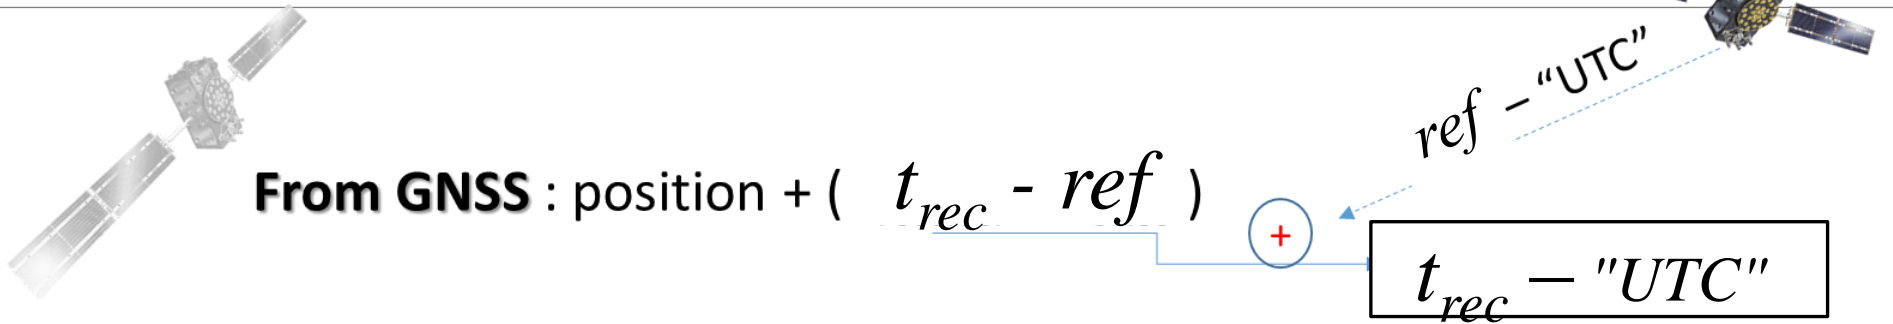 ref – “UTC”
From GNSS : position + ( t_rec - ref )
+
t_rec – "UTC"